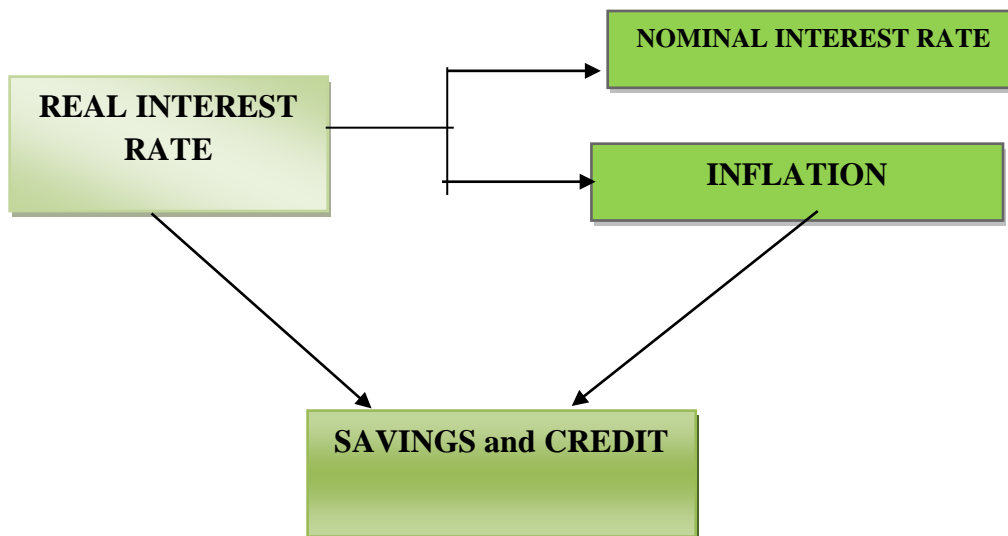 NOMINAL INTEREST RATE
REAL INTEREST
RATE
INFLATION
SAVINGS and CREDIT